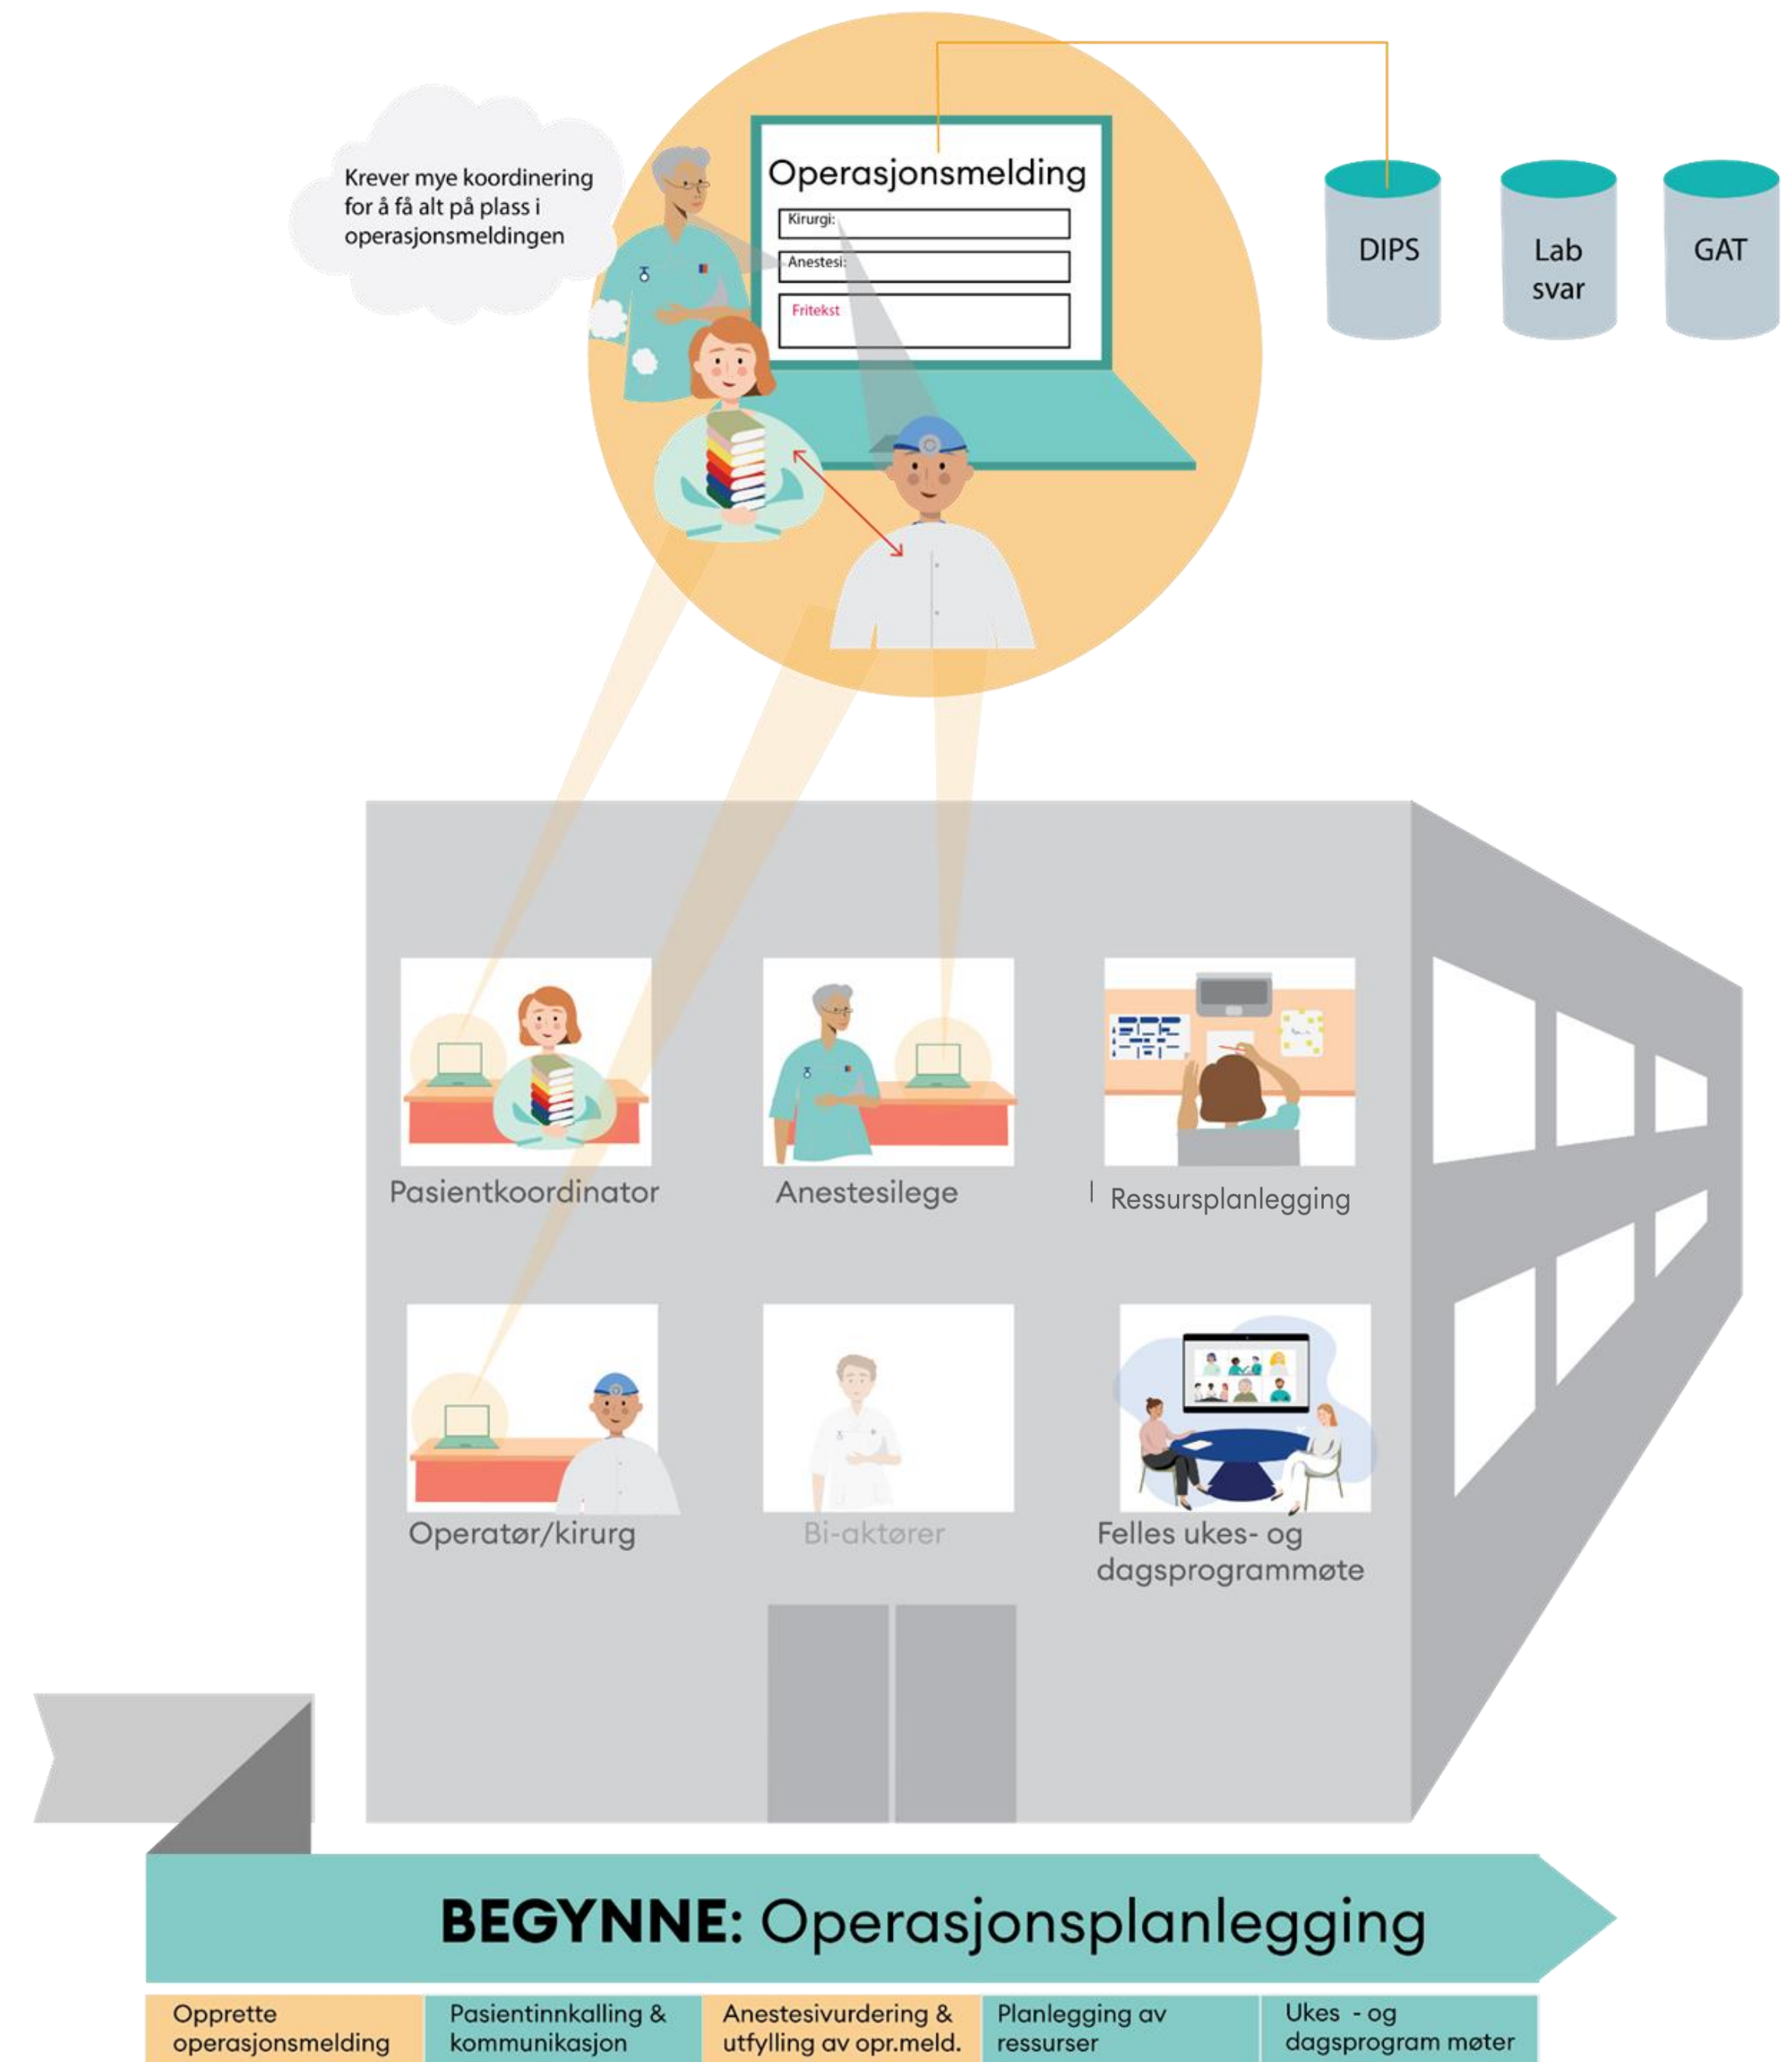 Krever mye koordinering
for å få alt på plass i
operasjonsmeldingen
Operasjonsmelding
Kirurgi:
Anestesi:
Fritekst
DIPS
Lab
svar
GAT
Pasientkoordinator
Anestesilege
Ressursplanlegging
Operatør/kirurg
Bi-aktører
Felles ukes- og
dagsprogrammøte
BEGYNNE: Operasjonsplanlegging
Opprette
operasjonsmelding
Pasientinnkalling &
kommunikasjon
Anestesivurdering &
utfylling av opr.meld.
Planlegging av
ressurser
Ukes - og
dagsprogram møter